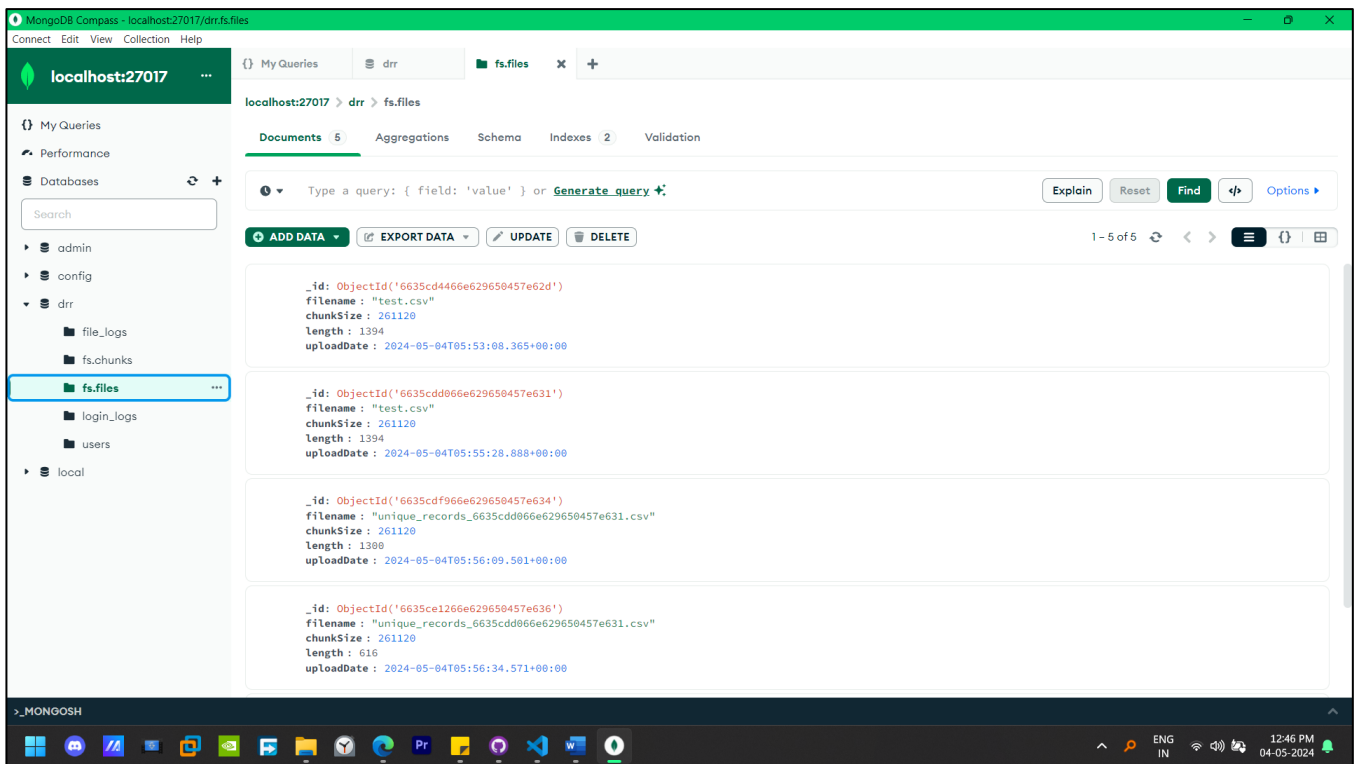 MongoDB Compass - localhost:27017/drr.fs.files
Connect Edit View Collection Help
localhost:27017 ...
{} My Queries
drr
fs.files
localhost:27017 > drr > fs.files
{} My Queries
Performance
Databases
Search
admin
config
drr
file_logs
fs.chunks
fs.files ...
login_logs
users
local
Documents 5 Aggregations Schema Indexes 2 Validation
Type a query: { field: 'value' } or Generate query
Explain Reset Find </> Options
ADD DATA EXPORT DATA UPDATE DELETE
1 – 5 of 5 {}
_id: ObjectId('6635cd4466e629650457e62d')
filename : "test.csv"
chunkSize : 261120
length : 1394
uploadDate : 2024-05-04T05:53:08.365+00:00
_id: ObjectId('6635cdd066e629650457e631')
filename : "test.csv"
chunkSize : 261120
length : 1394
uploadDate : 2024-05-04T05:55:28.888+00:00
_id: ObjectId('6635cdf966e629650457e634')
filename : "unique_records_6635cdd066e629650457e631.csv"
chunkSize : 261120
length : 1300
uploadDate : 2024-05-04T05:56:09.501+00:00
_id: ObjectId('6635ce1266e629650457e636')
filename : "unique_records_6635cdd066e629650457e631.csv"
chunkSize : 261120
length : 616
uploadDate : 2024-05-04T05:56:34.571+00:00
>_MONGOSH
Pr
W
ENG
IN
12:46 PM
04-05-2024